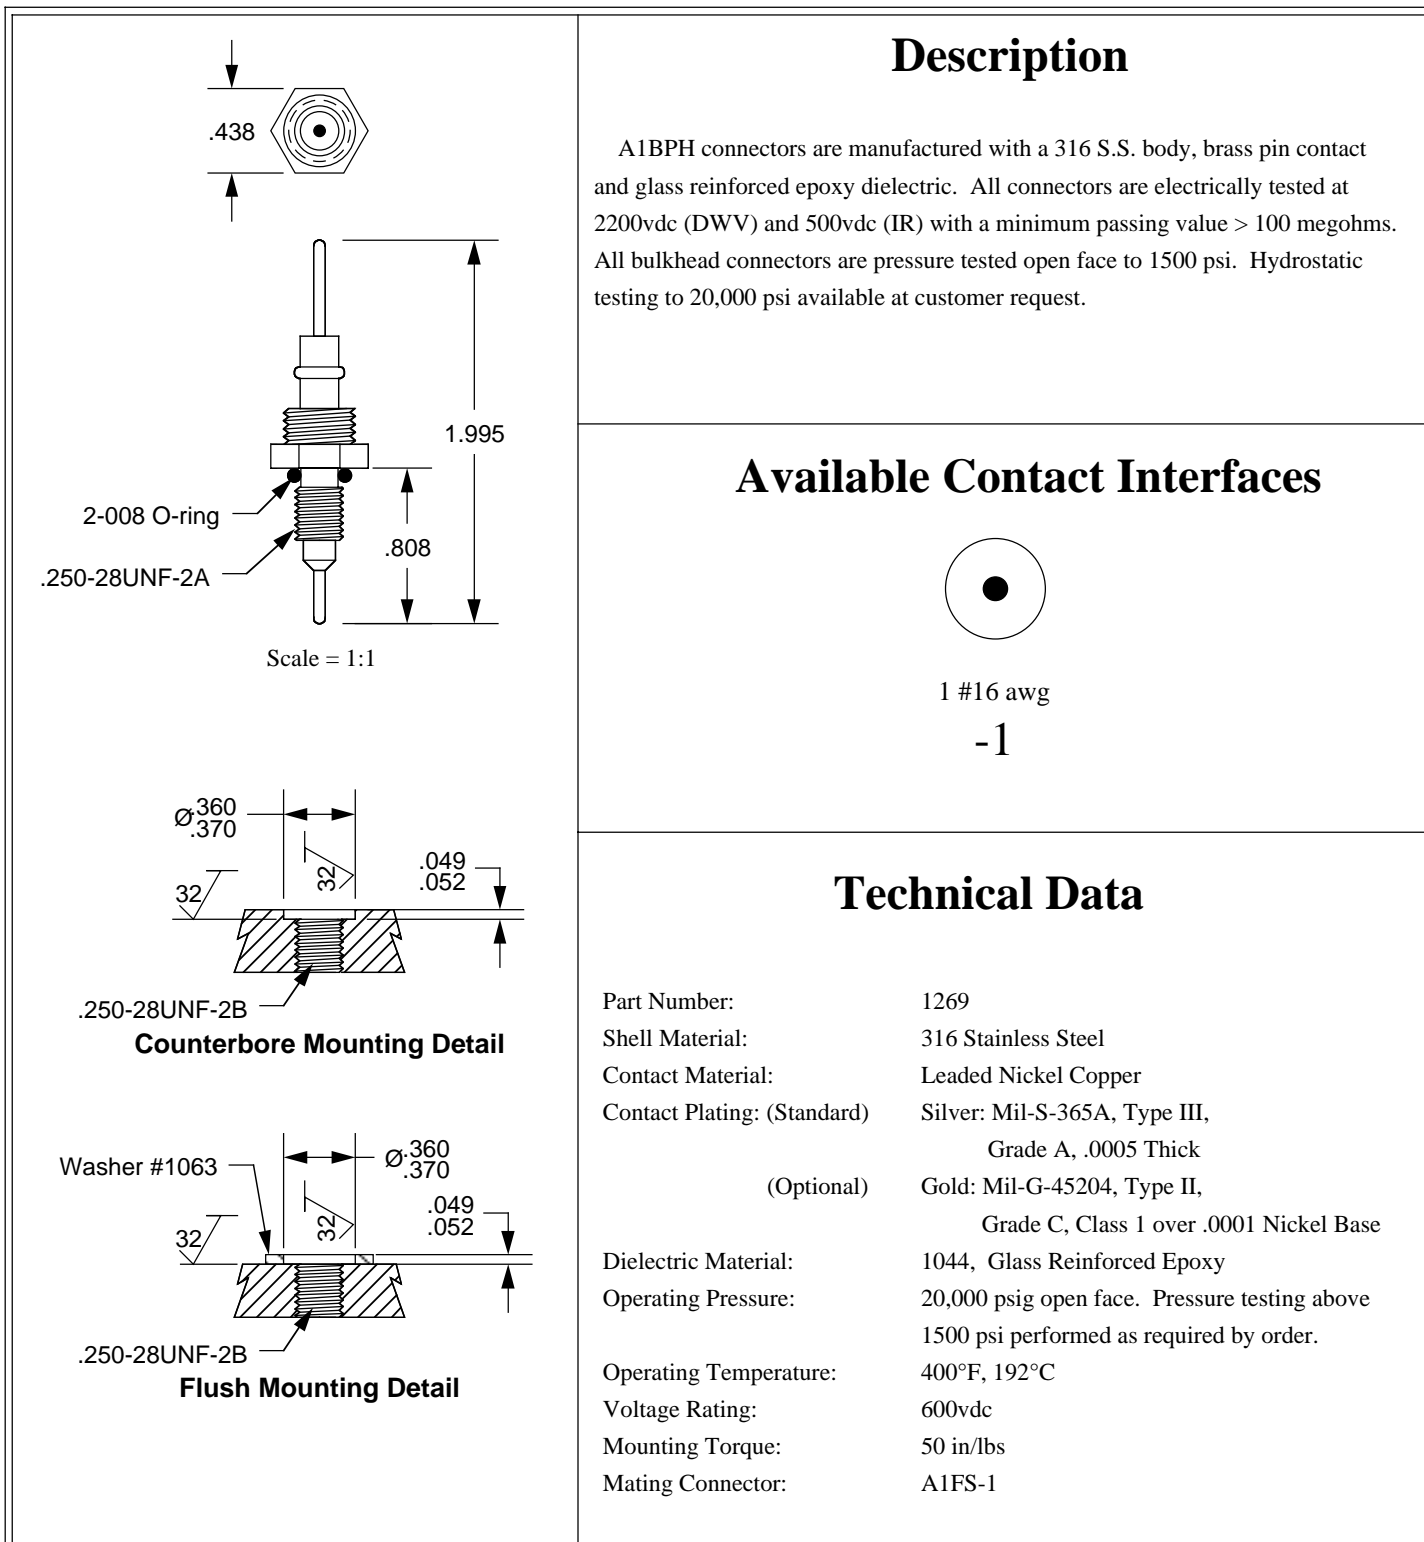 .438
1.995
2-008 O-ring
.808
.250-28UNF-2A
Scale = 1:1
Ø.360
.370
32
32
.049
.052
.250-28UNF-2B
Counterbore Mounting Detail
Washer #1063
Ø.360
.370
32
32
.049
.052
.250-28UNF-2B
Flush Mounting Detail
Description
A1BPH connectors are manufactured with a 316 S.S. body, brass pin contact
and glass reinforced epoxy dielectric.  All connectors are electrically tested at
2200vdc (DWV) and 500vdc (IR) with a minimum passing value > 100 megohms.
All bulkhead connectors are pressure tested open face to 1500 psi.  Hydrostatic
testing to 20,000 psi available at customer request.
Available Contact Interfaces
1 #16 awg
-1
Technical Data
Part Number: 1269
Shell Material: 316 Stainless Steel
Contact Material: Leaded Nickel Copper
Contact Plating: (Standard) Silver: Mil-S-365A, Type III,
Grade A, .0005 Thick
(Optional) Gold: Mil-G-45204, Type II,
Grade C, Class 1 over .0001 Nickel Base
Dielectric Material: 1044,  Glass Reinforced Epoxy
Operating Pressure: 20,000 psig open face.  Pressure testing above
1500 psi performed as required by order.
Operating Temperature: 400°F, 192°C
Voltage Rating: 600vdc
Mounting Torque: 50 in/lbs
Mating Connector: A1FS-1